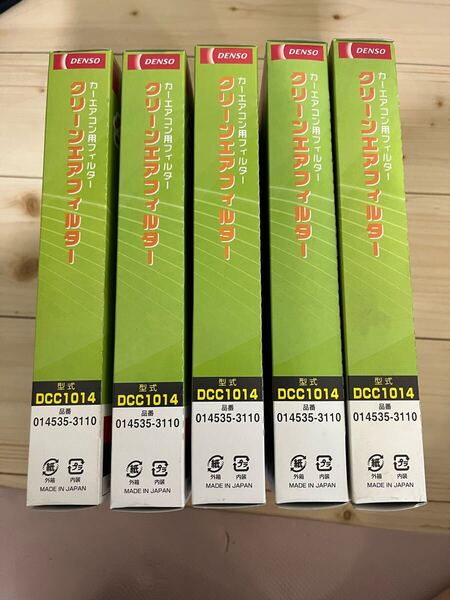 DENSO
カーエアコン用フィルター
クリーンエアフィルター
型式
DCC1014
品番
014535-3110
紙
外箱
プラ
内装
MADE IN JAPAN
DENSO
カーエアコン用フィルター
クリーンエアフィルター
型式
DCC1014
品番
014535-3110
紙
外箱
プラ
内装
MADE IN JAPAN
DENSO
カーエアコン用フィルター
クリーンエアフィルター
型式
DCC1014
品番
014535-3110
紙
外箱
プラ
内装
MADE IN JAPAN
DENSO
カーエアコン用フィルター
クリーンエアフィルター
型式
DCC1014
品番
014535-3110
紙
外箱
プラ
内装
MADE IN JAPAN
DENSO
カーエアコン用フィルター
クリーンエアフィルター
型式
DCC1014
品番
014535-3110
紙
外箱
プラ
内装
MADE IN JAPAN